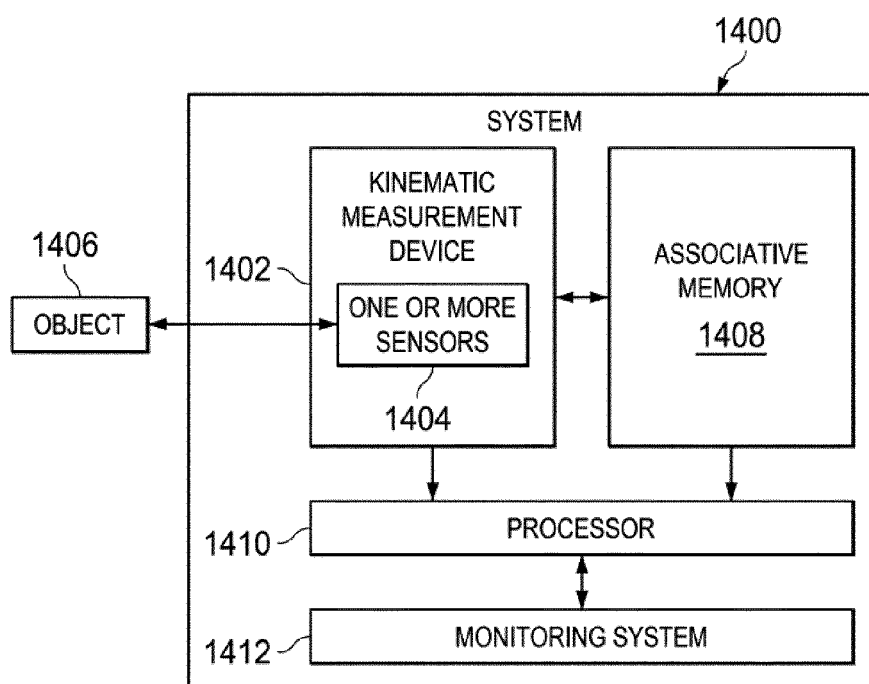 1400
SYSTEM
KINEMATIC
MEASUREMENT
DEVICE
1406
1402
ASSOCIATIVE
MEMORY
1408
OBJECT
ONE OR MORE
SENSORS
1404
1410
PROCESSOR
1412
MONITORING SYSTEM